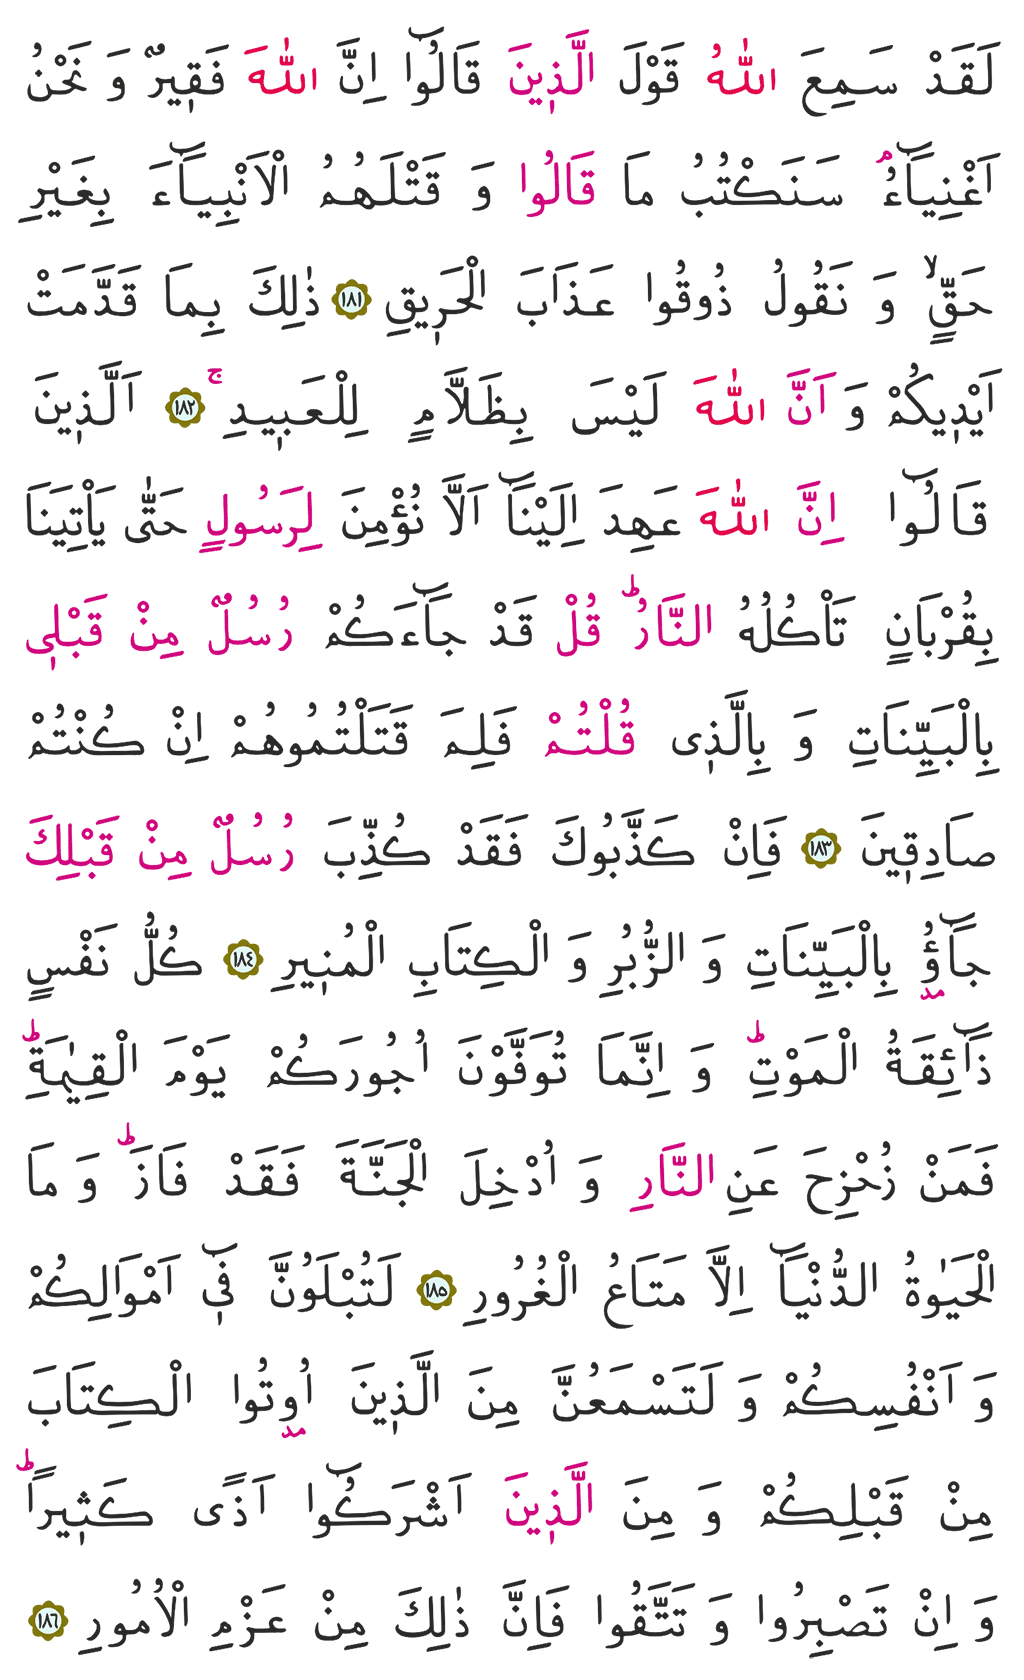 لَقَدْ سَمِعَ اللّٰهُ قَوْلَ الَّذ۪ينَ قَالُٓوا اِنَّ اللّٰهَ فَق۪يرٌ وَ نَحْنُ
اَغْنِيَٓاءُۢ سَنَكْتُبُ مَا قَالُوا وَ قَتْلَهُمُ الْاَنْبِيَٓاءَ بِغَيْرِ
حَقٍّۙ وَ نَقُولُ ذُوقُوا عَذَابَ الْحَر۪يقِ ﴿١٨١﴾ ذٰلِكَ بِمَا قَدَّمَتْ
اَيْد۪يكُمْ وَ اَنَّ اللّٰهَ لَيْسَ بِظَلَّامٍ لِلْعَب۪يدِۚ ﴿١٨٢﴾ اَلَّذ۪ينَ
قَالُٓوا اِنَّ اللّٰهَ عَهِدَ اِلَيْنَٓا اَلَّا نُؤْمِنَ لِرَسُولٍ حَتّٰى يَأْتِيَنَا
بِقُرْبَانٍ تَأْكُلُهُ النَّارُۜ قُلْ قَدْ جَٓاءَكُمْ رُسُلٌ مِنْ قَبْل۪ي
بِالْبَيِّنَاتِ وَ بِالَّذ۪ى قُلْتُمْ فَلِمَ قَتَلْتُمُوهُمْ اِنْ كُنْتُمْ
صَادِق۪ينَ ﴿١٨٣﴾ فَاِنْ كَذَّبُوكَ فَقَدْ كُذِّبَ رُسُلٌ مِنْ قَبْلِكَ
جَٓاؤُ۫ بِالْبَيِّنَاتِ وَ الزُّبُرِ وَ الْكِتَابِ الْمُن۪يرِ ﴿١٨٤﴾ كُلُّ نَفْسٍ
ذَٓائِقَةُ الْمَوْتِۜ وَ اِنَّمَا تُوَفَّوْنَ اُجُورَكُمْ يَوْمَ الْقِيٰمَةِۜ
فَمَنْ زُحْزِحَ عَنِ النَّارِ وَ اُدْخِلَ الْجَنَّةَ فَقَدْ فَازَۜ وَ مَا
الْحَيٰوةُ الدُّنْيَٓا اِلَّا مَتَاعُ الْغُرُورِ ﴿١٨٥﴾ لَتُبْلَوُنَّ ف۪ٓى اَمْوَالِكُمْ
وَ اَنْفُسِكُمْ وَ لَتَسْمَعُنَّ مِنَ الَّذ۪ينَ اُو۫تُوا الْكِتَابَ
مِنْ قَبْلِكُمْ وَ مِنَ الَّذ۪ينَ اَشْرَكُٓوا اَذًى كَث۪يرًاۜ
وَ اِنْ تَصْبِرُوا وَ تَتَّقُوا فَاِنَّ ذٰلِكَ مِنْ عَزْمِ الْاُمُورِ ﴿١٨٦﴾